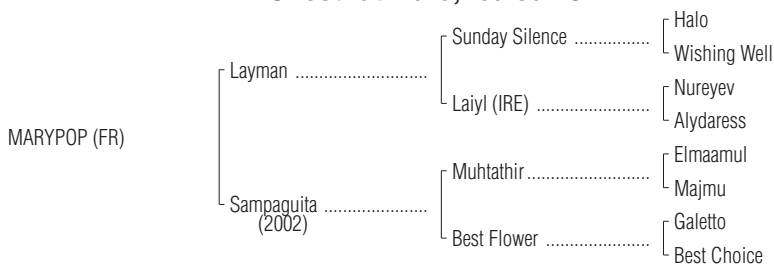 Halo
Sunday Silence ...............
Wishing Well
Layman ..........................
Nureyev
Laiyl (IRE) ......................
Alydaress
MARYPOP (FR)
Elmaamul
Muhtathir........................
Majmu
Sampaguita .....................
(2002)
Galetto
Best Flower ....................
Best Choice